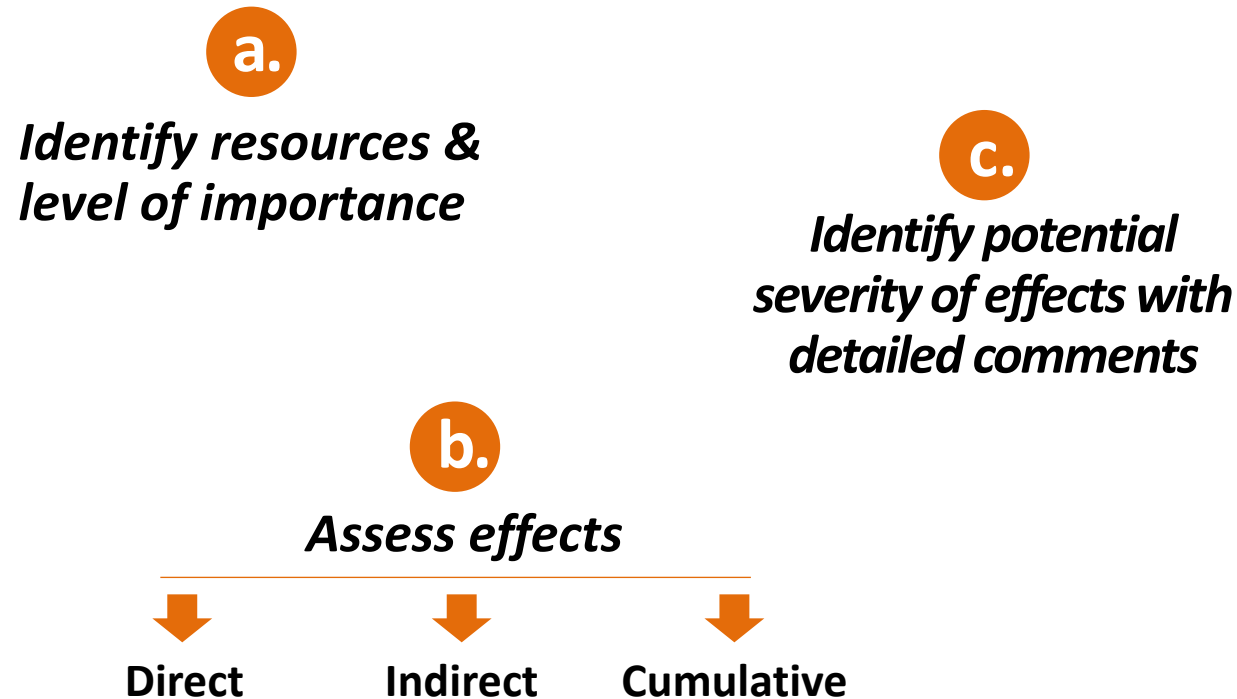 a.
Identify resources &
level of importance
b.
Assess effects
Direct
Indirect
Cumulative
c.
Identify potential
severity of effects with
detailed comments